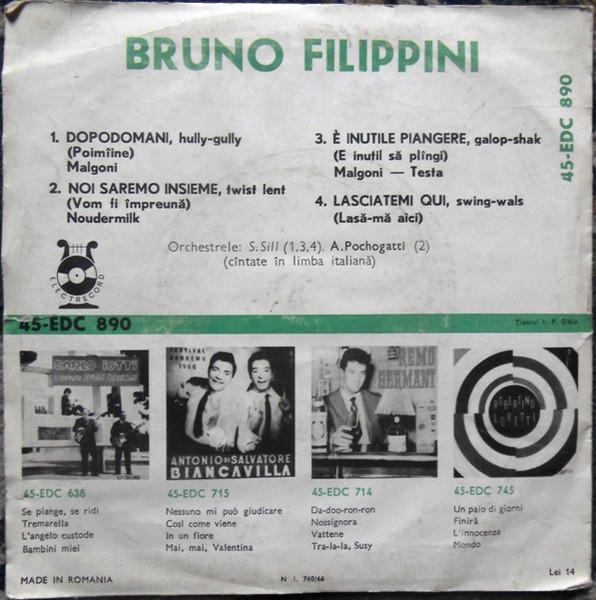 BRUNO FILIPPINI
45-EDC 890
1. DOPODOMANI, hully-gully
(Poimîine)
Malgoni
2. NOI SAREMO INSIEME, twist lent
(Vom fi împreună)
Noudermilk
3. È INUTILE PIANGERE, galop-shak
(E inutil să plîngi)
Malgoni — Testa
4. LASCIATEMI QUI, swing-wals
(Lasă-mă aici)
Orchestrele: S.Sill (1,3,4). A.Pochogatti (2)
(cîntate în limba italiană)
ELECTRECORD
45-EDC 890
Tiparul I. P. Sibiu
CARLO IOTTI
FESTIVAL
SANREMO
1966
ANTONIO SI SALVATORE
BIANCAVILLA
REMO
GERMANI
ROBERTINO
LORETTI
45-EDC 638
Se piange, se ridi
Tremarella
L'angelo custode
Bambini miei
45-EDC 715
Nessuno mi può giudicare
Così come viene
In un fiore
Mai, mai, Valentina
45-EDC 714
Da-doo-ron-ron
Nossignora
Vattene
Tra-la-la, Susy
45-EDC 745
Un paio di giorni
Finirà
L'innocenza
Mondo
MADE IN ROMANIA
N I. 760/66
Lei 14